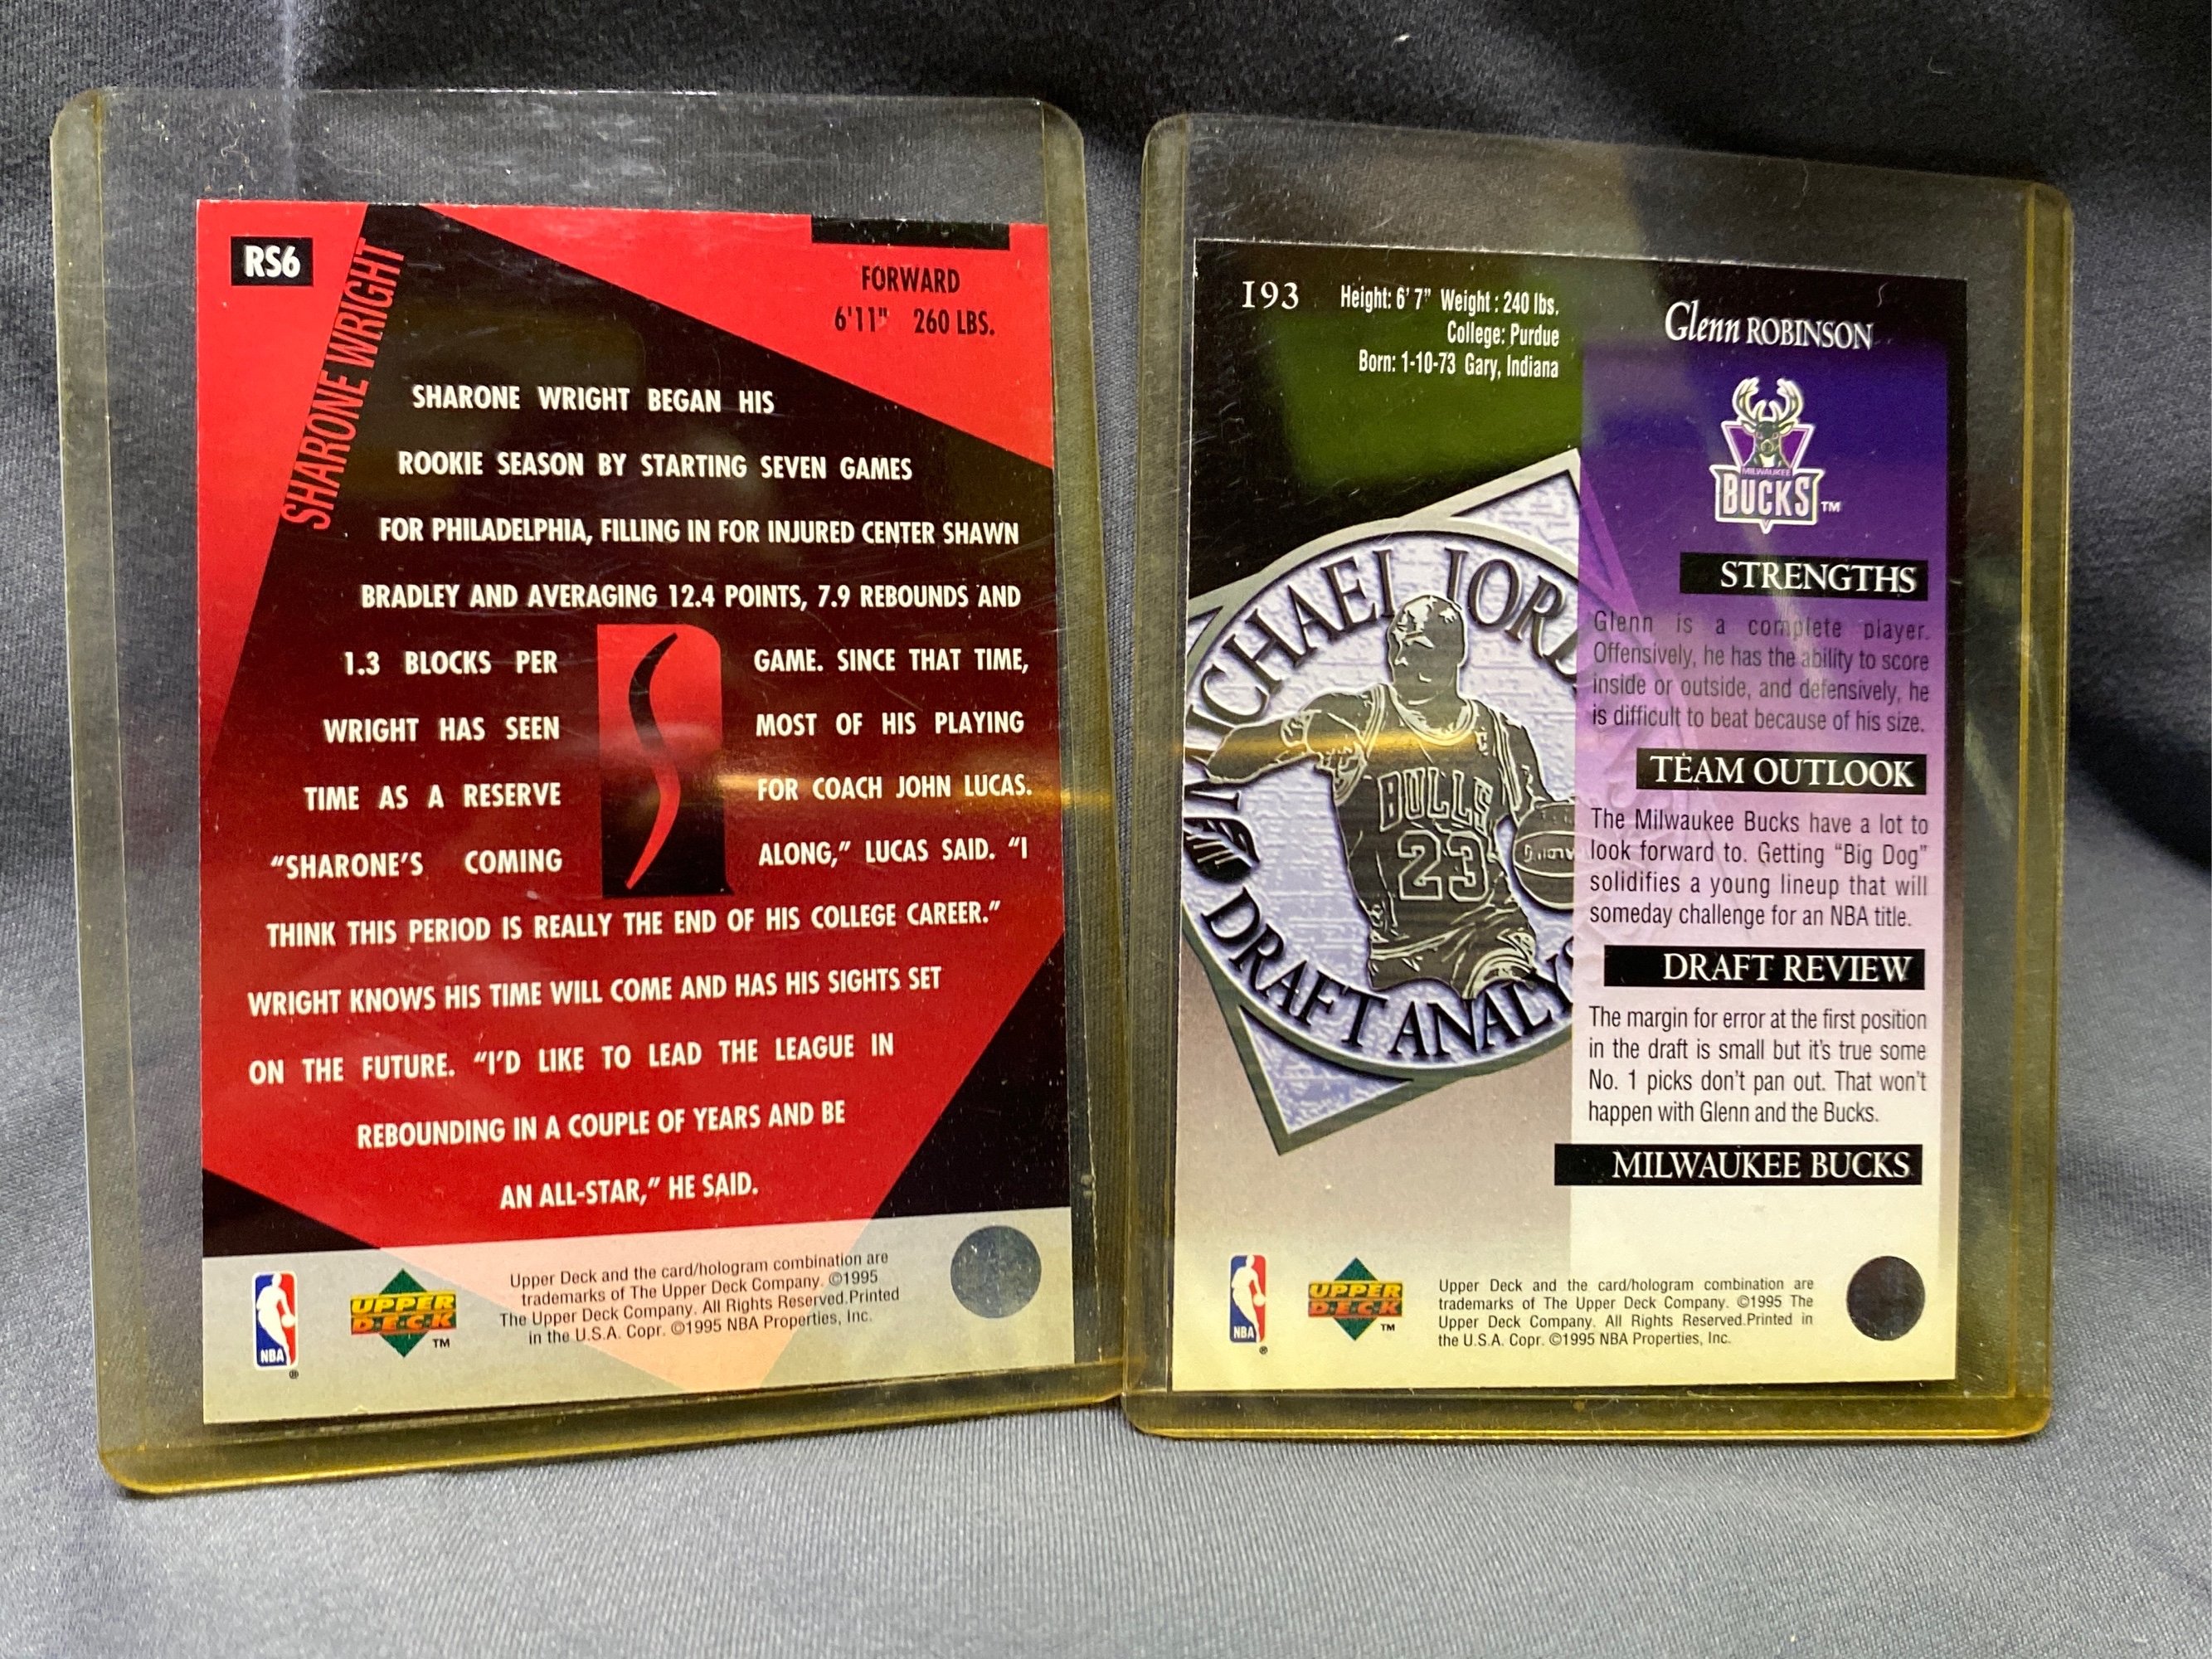 RS6
SHARONE WRIGHT
FORWARD
6'11" 260 LBS.
SHARONE WRIGHT BEGAN HIS
ROOKIE SEASON BY STARTING SEVEN GAMES
FOR PHILADELPHIA, FILLING IN FOR INJURED CENTER SHAWN
BRADLEY AND AVERAGING 12.4 POINTS, 7.9 REBOUNDS AND
1.3 BLOCKS PER GAME. SINCE THAT TIME,
WRIGHT HAS SEEN MOST OF HIS PLAYING
TIME AS A RESERVE FOR COACH JOHN LUCAS.
"SHARONE'S COMING ALONG," LUCAS SAID. "I
THINK THIS PERIOD IS REALLY THE END OF HIS COLLEGE CAREER."
WRIGHT KNOWS HIS TIME WILL COME AND HAS HIS SIGHTS SET
ON THE FUTURE. "I'D LIKE TO LEAD THE LEAGUE IN
REBOUNDING IN A COUPLE OF YEARS AND BE
AN ALL-STAR," HE SAID.
NBA ®
UPPER
DECK ™
Upper Deck and the card/hologram combination are
trademarks of The Upper Deck Company. ©1995
The Upper Deck Company. All Rights Reserved.Printed
in the U.S.A. Copr. ©1995 NBA Properties, Inc.
193
Height: 6' 7" Weight : 240 lbs.
College: Purdue
Born: 1-10-73 Gary, Indiana
Glenn ROBINSON
MILWAUKEE
BUCKS ™
ICHAEL JORD
BULLS
23
DRAFT ANALYS
STRENGTHS
Glenn is a complete player.
Offensively, he has the ability to score
inside or outside, and defensively, he
is difficult to beat because of his size.
TEAM OUTLOOK
The Milwaukee Bucks have a lot to
look forward to. Getting "Big Dog"
solidifies a young lineup that will
someday challenge for an NBA title.
DRAFT REVIEW
The margin for error at the first position
in the draft is small but it's true some
No. 1 picks don't pan out. That won't
happen with Glenn and the Bucks.
MILWAUKEE BUCKS
NBA ®
UPPER
DECK ™
Upper Deck and the card/hologram combination are
trademarks of The Upper Deck Company. ©1995 The
Upper Deck Company. All Rights Reserved.Printed in
the U.S.A. Copr. ©1995 NBA Properties, Inc.